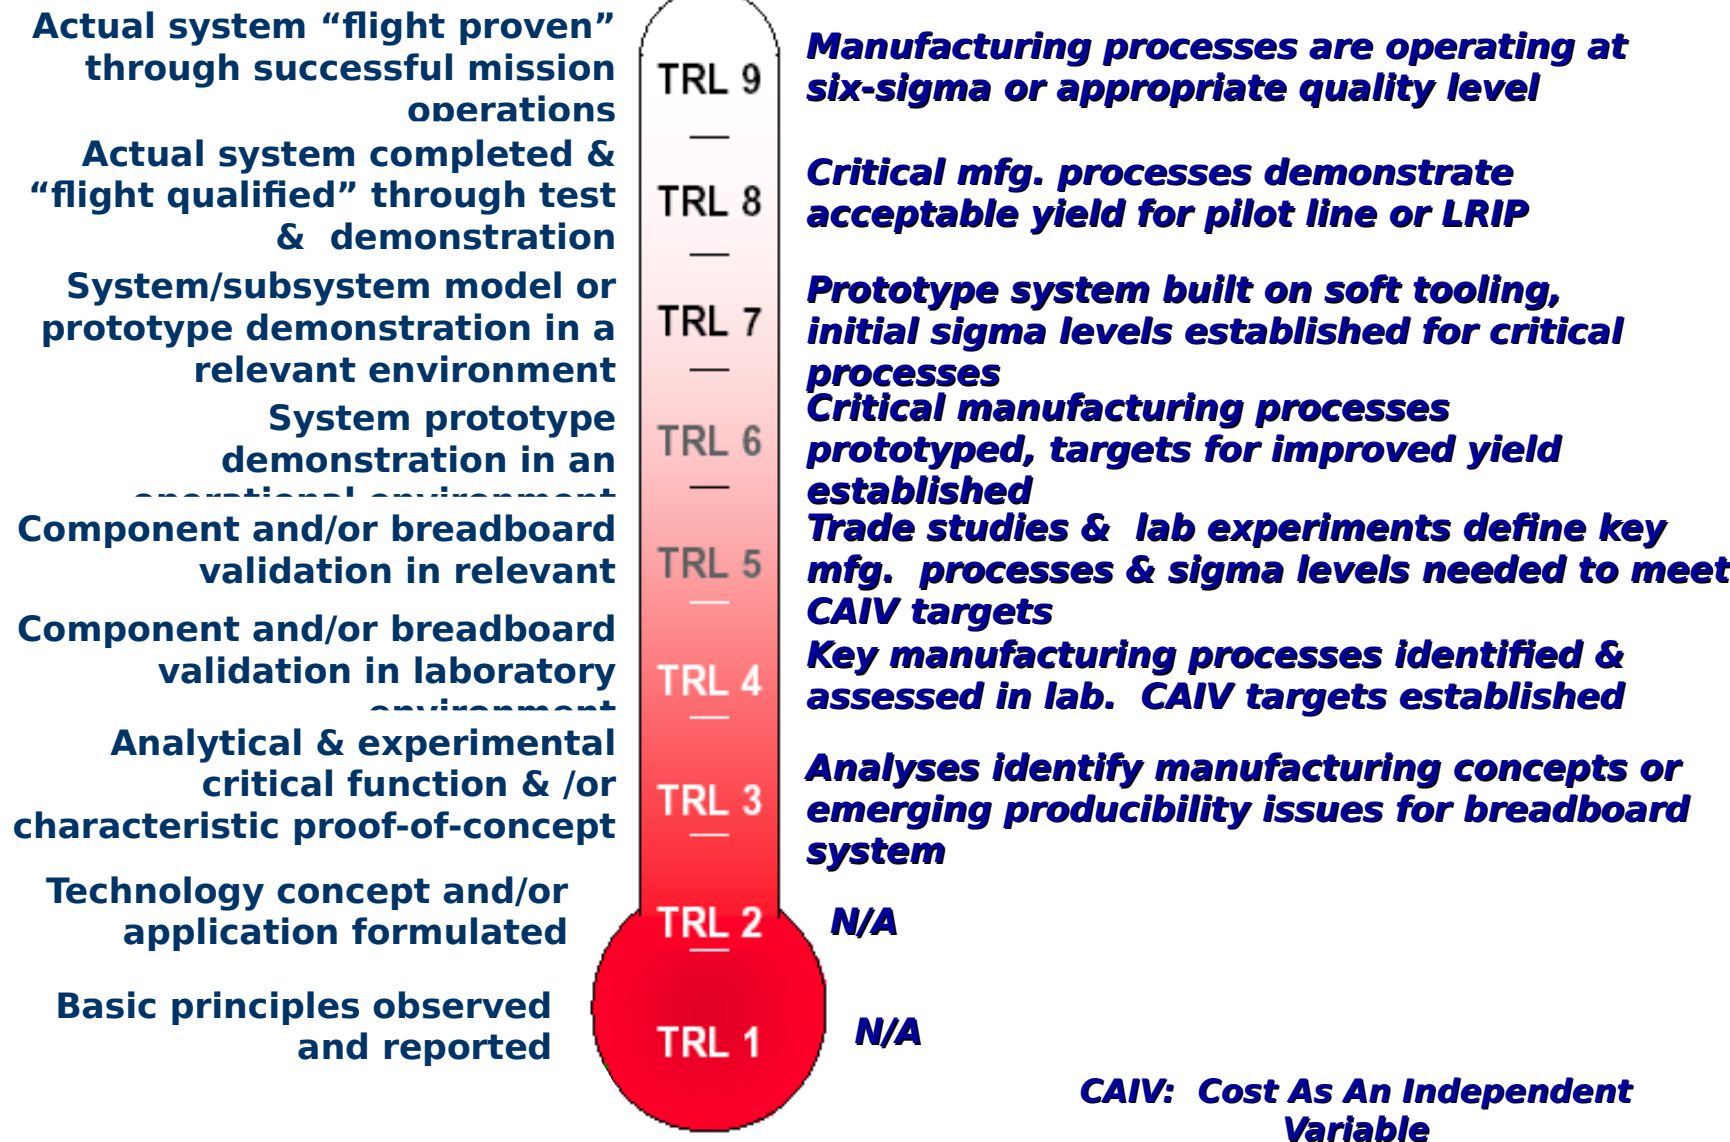 Actual system “flight proven”
through successful mission
operations
TRL 9
Manufacturing processes are operating at
six-sigma or appropriate quality level
Actual system completed &
“flight qualified” through test
& demonstration
TRL 8
Critical mfg. processes demonstrate
acceptable yield for pilot line or LRIP
System/subsystem model or
prototype demonstration in a
relevant environment
TRL 7
Prototype system built on soft tooling,
initial sigma levels established for critical
processes
System prototype
demonstration in an
operational environment
TRL 6
Critical manufacturing processes
prototyped, targets for improved yield
established
Component and/or breadboard
validation in relevant
TRL 5
Trade studies & lab experiments define key
mfg. processes & sigma levels needed to meet
CAIV targets
Component and/or breadboard
validation in laboratory
environment
TRL 4
Key manufacturing processes identified &
assessed in lab. CAIV targets established
Analytical & experimental
critical function & /or
characteristic proof-of-concept
TRL 3
Analyses identify manufacturing concepts or
emerging producibility issues for breadboard
system
Technology concept and/or
application formulated
TRL 2
N/A
Basic principles observed
and reported
TRL 1
N/A
CAIV: Cost As An Independent
Variable